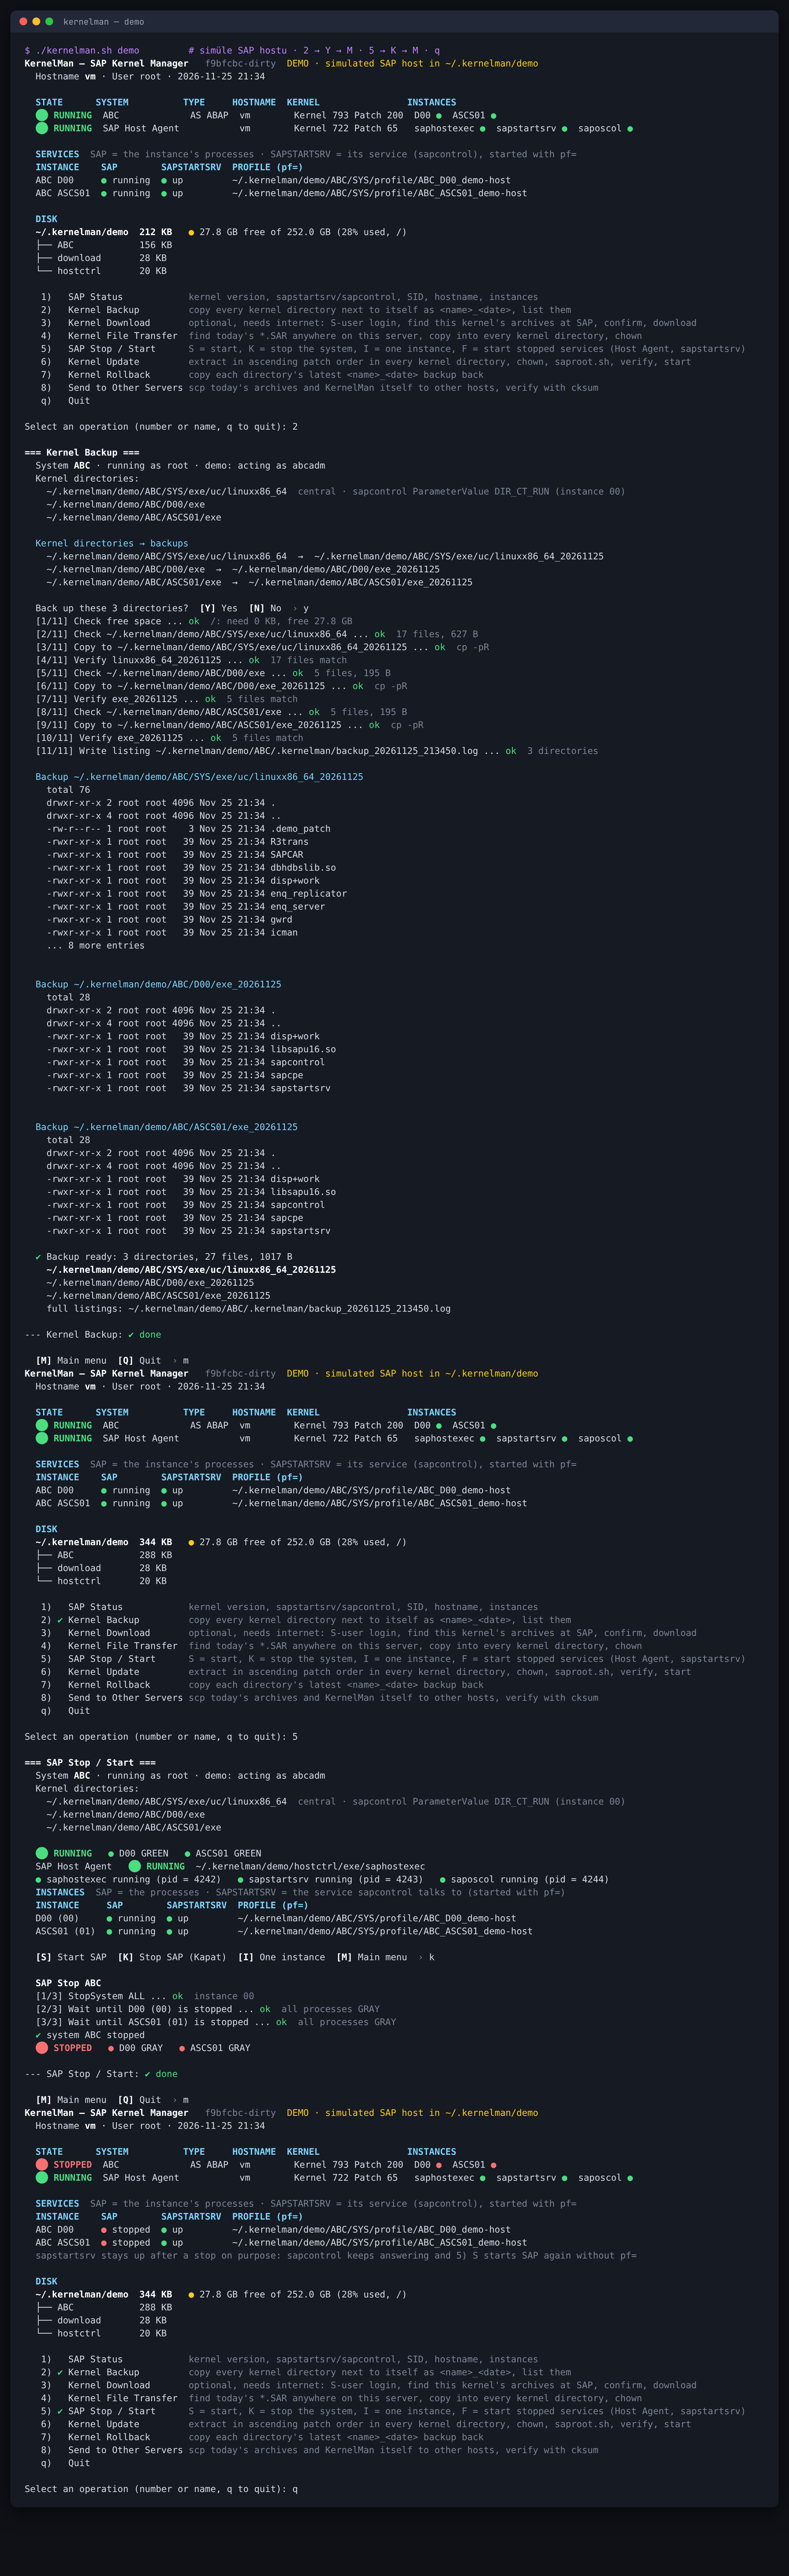 kernelman — demo
$ ./kernelman.sh demo # simüle SAP hostu · 2 → Y → M · 5 → K → M · q
KernelMan — SAP Kernel Manager f9bfcbc-dirty DEMO · simulated SAP host in ~/.kernelman/demo
Hostname vm · User root · 2026-11-25 21:34
STATE SYSTEM TYPE HOSTNAME KERNEL INSTANCES
RUNNING ABC AS ABAP vm Kernel 793 Patch 200 D00 ● ASCS01 ●
RUNNING SAP Host Agent vm Kernel 722 Patch 65 saphostexec ● sapstartsrv ● saposcol ●
SERVICES SAP = the instance's processes · SAPSTARTSRV = its service (sapcontrol), started with pf=
INSTANCE SAP SAPSTARTSRV PROFILE (pf=)
ABC D00 ● running ● up ~/.kernelman/demo/ABC/SYS/profile/ABC_D00_demo-host
ABC ASCS01 ● running ● up ~/.kernelman/demo/ABC/SYS/profile/ABC_ASCS01_demo-host
DISK
~/.kernelman/demo 212 KB ● 27.8 GB free of 252.0 GB (28% used, /)
├── ABC 156 KB
├── download 28 KB
└── hostctrl 20 KB
1) SAP Status kernel version, sapstartsrv/sapcontrol, SID, hostname, instances
2) Kernel Backup copy every kernel directory next to itself as <name>_<date>, list them
3) Kernel Download optional, needs internet: S-user login, find this kernel's archives at SAP, confirm, download
4) Kernel File Transfer find today's *.SAR anywhere on this server, copy into every kernel directory, chown
5) SAP Stop / Start S = start, K = stop the system, I = one instance, F = start stopped services (Host Agent, sapstartsrv)
6) Kernel Update extract in ascending patch order in every kernel directory, chown, saproot.sh, verify, start
7) Kernel Rollback copy each directory's latest <name>_<date> backup back
8) Send to Other Servers scp today's archives and KernelMan itself to other hosts, verify with cksum
q) Quit
Select an operation (number or name, q to quit): 2
=== Kernel Backup ===
System ABC · running as root · demo: acting as abcadm
Kernel directories:
~/.kernelman/demo/ABC/SYS/exe/uc/linuxx86_64 central · sapcontrol ParameterValue DIR_CT_RUN (instance 00)
~/.kernelman/demo/ABC/D00/exe
~/.kernelman/demo/ABC/ASCS01/exe
Kernel directories → backups
~/.kernelman/demo/ABC/SYS/exe/uc/linuxx86_64 → ~/.kernelman/demo/ABC/SYS/exe/uc/linuxx86_64_20261125
~/.kernelman/demo/ABC/D00/exe → ~/.kernelman/demo/ABC/D00/exe_20261125
~/.kernelman/demo/ABC/ASCS01/exe → ~/.kernelman/demo/ABC/ASCS01/exe_20261125
Back up these 3 directories? [Y] Yes [N] No › y
[1/11] Check free space ... ok /: need 0 KB, free 27.8 GB
[2/11] Check ~/.kernelman/demo/ABC/SYS/exe/uc/linuxx86_64 ... ok 17 files, 627 B
[3/11] Copy to ~/.kernelman/demo/ABC/SYS/exe/uc/linuxx86_64_20261125 ... ok cp -pR
[4/11] Verify linuxx86_64_20261125 ... ok 17 files match
[5/11] Check ~/.kernelman/demo/ABC/D00/exe ... ok 5 files, 195 B
[6/11] Copy to ~/.kernelman/demo/ABC/D00/exe_20261125 ... ok cp -pR
[7/11] Verify exe_20261125 ... ok 5 files match
[8/11] Check ~/.kernelman/demo/ABC/ASCS01/exe ... ok 5 files, 195 B
[9/11] Copy to ~/.kernelman/demo/ABC/ASCS01/exe_20261125 ... ok cp -pR
[10/11] Verify exe_20261125 ... ok 5 files match
[11/11] Write listing ~/.kernelman/demo/ABC/.kernelman/backup_20261125_213450.log ... ok 3 directories
Backup ~/.kernelman/demo/ABC/SYS/exe/uc/linuxx86_64_20261125
total 76
drwxr-xr-x 2 root root 4096 Nov 25 21:34 .
drwxr-xr-x 4 root root 4096 Nov 25 21:34 ..
-rw-r--r-- 1 root root 3 Nov 25 21:34 .demo_patch
-rwxr-xr-x 1 root root 39 Nov 25 21:34 R3trans
-rwxr-xr-x 1 root root 39 Nov 25 21:34 SAPCAR
-rwxr-xr-x 1 root root 39 Nov 25 21:34 dbhdbslib.so
-rwxr-xr-x 1 root root 39 Nov 25 21:34 disp+work
-rwxr-xr-x 1 root root 39 Nov 25 21:34 enq_replicator
-rwxr-xr-x 1 root root 39 Nov 25 21:34 enq_server
-rwxr-xr-x 1 root root 39 Nov 25 21:34 gwrd
-rwxr-xr-x 1 root root 39 Nov 25 21:34 icman
... 8 more entries
Backup ~/.kernelman/demo/ABC/D00/exe_20261125
total 28
drwxr-xr-x 2 root root 4096 Nov 25 21:34 .
drwxr-xr-x 4 root root 4096 Nov 25 21:34 ..
-rwxr-xr-x 1 root root 39 Nov 25 21:34 disp+work
-rwxr-xr-x 1 root root 39 Nov 25 21:34 libsapu16.so
-rwxr-xr-x 1 root root 39 Nov 25 21:34 sapcontrol
-rwxr-xr-x 1 root root 39 Nov 25 21:34 sapcpe
-rwxr-xr-x 1 root root 39 Nov 25 21:34 sapstartsrv
Backup ~/.kernelman/demo/ABC/ASCS01/exe_20261125
total 28
drwxr-xr-x 2 root root 4096 Nov 25 21:34 .
drwxr-xr-x 4 root root 4096 Nov 25 21:34 ..
-rwxr-xr-x 1 root root 39 Nov 25 21:34 disp+work
-rwxr-xr-x 1 root root 39 Nov 25 21:34 libsapu16.so
-rwxr-xr-x 1 root root 39 Nov 25 21:34 sapcontrol
-rwxr-xr-x 1 root root 39 Nov 25 21:34 sapcpe
-rwxr-xr-x 1 root root 39 Nov 25 21:34 sapstartsrv
✔ Backup ready: 3 directories, 27 files, 1017 B
~/.kernelman/demo/ABC/SYS/exe/uc/linuxx86_64_20261125
~/.kernelman/demo/ABC/D00/exe_20261125
~/.kernelman/demo/ABC/ASCS01/exe_20261125
full listings: ~/.kernelman/demo/ABC/.kernelman/backup_20261125_213450.log
--- Kernel Backup: ✔ done
[M] Main menu [Q] Quit › m
KernelMan — SAP Kernel Manager f9bfcbc-dirty DEMO · simulated SAP host in ~/.kernelman/demo
Hostname vm · User root · 2026-11-25 21:34
STATE SYSTEM TYPE HOSTNAME KERNEL INSTANCES
RUNNING ABC AS ABAP vm Kernel 793 Patch 200 D00 ● ASCS01 ●
RUNNING SAP Host Agent vm Kernel 722 Patch 65 saphostexec ● sapstartsrv ● saposcol ●
SERVICES SAP = the instance's processes · SAPSTARTSRV = its service (sapcontrol), started with pf=
INSTANCE SAP SAPSTARTSRV PROFILE (pf=)
ABC D00 ● running ● up ~/.kernelman/demo/ABC/SYS/profile/ABC_D00_demo-host
ABC ASCS01 ● running ● up ~/.kernelman/demo/ABC/SYS/profile/ABC_ASCS01_demo-host
DISK
~/.kernelman/demo 344 KB ● 27.8 GB free of 252.0 GB (28% used, /)
├── ABC 288 KB
├── download 28 KB
└── hostctrl 20 KB
1) SAP Status kernel version, sapstartsrv/sapcontrol, SID, hostname, instances
2) ✔ Kernel Backup copy every kernel directory next to itself as <name>_<date>, list them
3) Kernel Download optional, needs internet: S-user login, find this kernel's archives at SAP, confirm, download
4) Kernel File Transfer find today's *.SAR anywhere on this server, copy into every kernel directory, chown
5) SAP Stop / Start S = start, K = stop the system, I = one instance, F = start stopped services (Host Agent, sapstartsrv)
6) Kernel Update extract in ascending patch order in every kernel directory, chown, saproot.sh, verify, start
7) Kernel Rollback copy each directory's latest <name>_<date> backup back
8) Send to Other Servers scp today's archives and KernelMan itself to other hosts, verify with cksum
q) Quit
Select an operation (number or name, q to quit): 5
=== SAP Stop / Start ===
System ABC · running as root · demo: acting as abcadm
Kernel directories:
~/.kernelman/demo/ABC/SYS/exe/uc/linuxx86_64 central · sapcontrol ParameterValue DIR_CT_RUN (instance 00)
~/.kernelman/demo/ABC/D00/exe
~/.kernelman/demo/ABC/ASCS01/exe
RUNNING ● D00 GREEN ● ASCS01 GREEN
SAP Host Agent RUNNING ~/.kernelman/demo/hostctrl/exe/saphostexec
● saphostexec running (pid = 4242) ● sapstartsrv running (pid = 4243) ● saposcol running (pid = 4244)
INSTANCES SAP = the processes · SAPSTARTSRV = the service sapcontrol talks to (started with pf=)
INSTANCE SAP SAPSTARTSRV PROFILE (pf=)
D00 (00) ● running ● up ~/.kernelman/demo/ABC/SYS/profile/ABC_D00_demo-host
ASCS01 (01) ● running ● up ~/.kernelman/demo/ABC/SYS/profile/ABC_ASCS01_demo-host
[S] Start SAP [K] Stop SAP (Kapat) [I] One instance [M] Main menu › k
SAP Stop ABC
[1/3] StopSystem ALL ... ok instance 00
[2/3] Wait until D00 (00) is stopped ... ok all processes GRAY
[3/3] Wait until ASCS01 (01) is stopped ... ok all processes GRAY
✔ system ABC stopped
STOPPED ● D00 GRAY ● ASCS01 GRAY
--- SAP Stop / Start: ✔ done
[M] Main menu [Q] Quit › m
KernelMan — SAP Kernel Manager f9bfcbc-dirty DEMO · simulated SAP host in ~/.kernelman/demo
Hostname vm · User root · 2026-11-25 21:34
STATE SYSTEM TYPE HOSTNAME KERNEL INSTANCES
STOPPED ABC AS ABAP vm Kernel 793 Patch 200 D00 ● ASCS01 ●
RUNNING SAP Host Agent vm Kernel 722 Patch 65 saphostexec ● sapstartsrv ● saposcol ●
SERVICES SAP = the instance's processes · SAPSTARTSRV = its service (sapcontrol), started with pf=
INSTANCE SAP SAPSTARTSRV PROFILE (pf=)
ABC D00 ● stopped ● up ~/.kernelman/demo/ABC/SYS/profile/ABC_D00_demo-host
ABC ASCS01 ● stopped ● up ~/.kernelman/demo/ABC/SYS/profile/ABC_ASCS01_demo-host
sapstartsrv stays up after a stop on purpose: sapcontrol keeps answering and 5) S starts SAP again without pf=
DISK
~/.kernelman/demo 344 KB ● 27.8 GB free of 252.0 GB (28% used, /)
├── ABC 288 KB
├── download 28 KB
└── hostctrl 20 KB
1) SAP Status kernel version, sapstartsrv/sapcontrol, SID, hostname, instances
2) ✔ Kernel Backup copy every kernel directory next to itself as <name>_<date>, list them
3) Kernel Download optional, needs internet: S-user login, find this kernel's archives at SAP, confirm, download
4) Kernel File Transfer find today's *.SAR anywhere on this server, copy into every kernel directory, chown
5) ✔ SAP Stop / Start S = start, K = stop the system, I = one instance, F = start stopped services (Host Agent, sapstartsrv)
6) Kernel Update extract in ascending patch order in every kernel directory, chown, saproot.sh, verify, start
7) Kernel Rollback copy each directory's latest <name>_<date> backup back
8) Send to Other Servers scp today's archives and KernelMan itself to other hosts, verify with cksum
q) Quit
Select an operation (number or name, q to quit): q